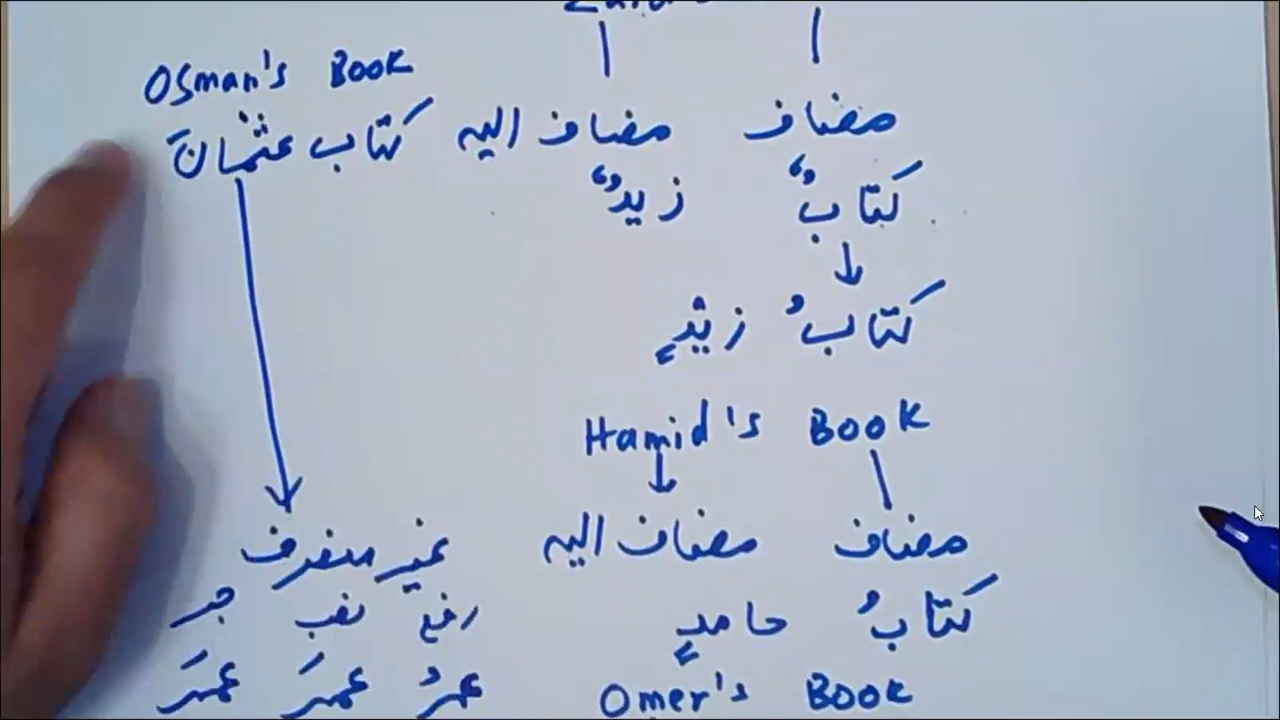 Osman's Book
مضاف مضاف اليه كتاب عثمانَ
كتابٌ زيدٌ
كتابُ زيْدٍ
Hamid's Book
مضاف مضاف اليه غير منصرف
كتابُ حامدٍ رفع نصب جر
Omer's Book عمرُ عمرَ عمرَ